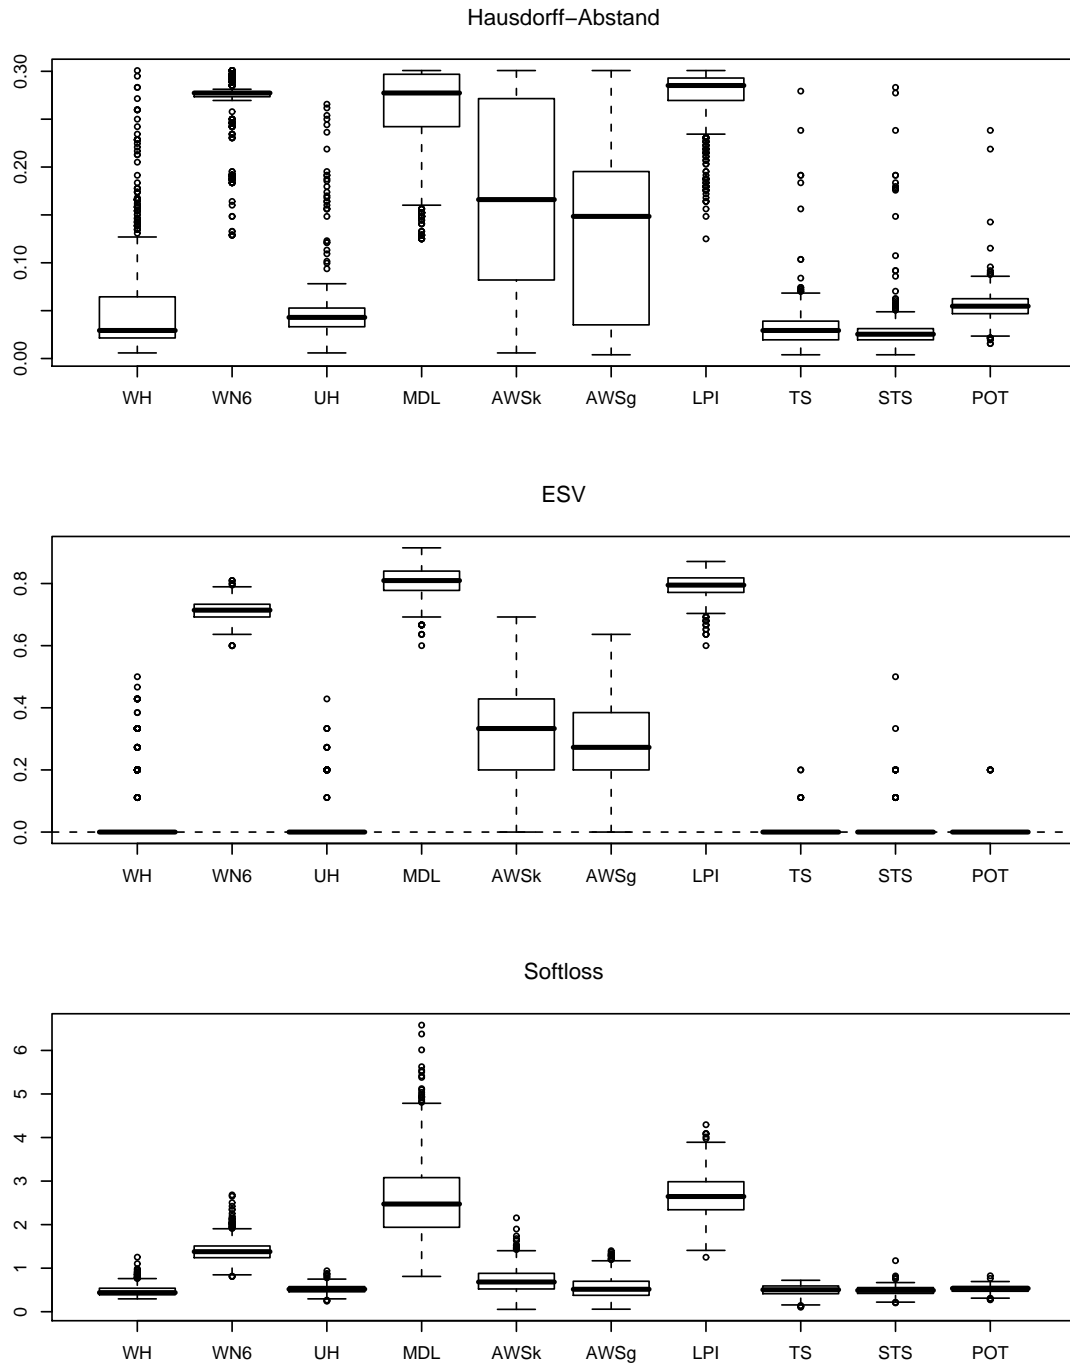 Hausdorff−Abstand
0.30
0.20
0.10
0.00
WH WN6 UH MDL AWSk AWSg LPI TS STS POT
ESV
0.8
0.6
0.4
0.2
0.0
WH WN6 UH MDL AWSk AWSg LPI TS STS POT
Softloss
6
5
4
3
2
1
0
WH WN6 UH MDL AWSk AWSg LPI TS STS POT